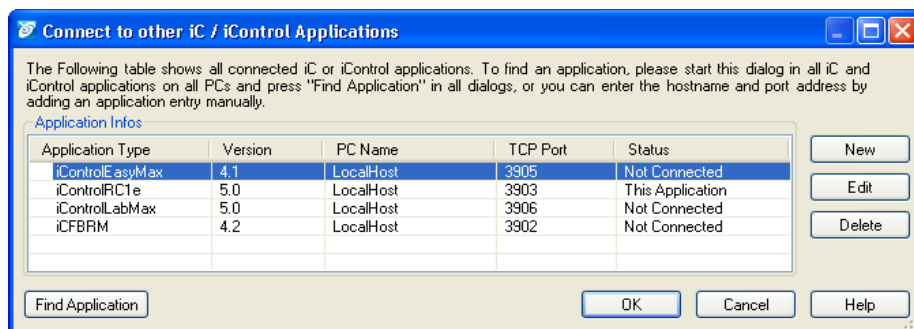 Connect to other iC / iControl Applications
The Following table shows all connected iC or iControl applications. To find an application, please start this dialog in all iC and
iControl applications on all PCs and press "Find Application" in all dialogs, or you can enter the hostname and port address by
adding an application entry manually.
Application Infos
Application Type Version PC Name TCP Port Status
iControlEasyMax 4.1 LocalHost 3905 Not Connected
iControlRC1e 5.0 LocalHost 3903 This Application
iControlLabMax 5.0 LocalHost 3906 Not Connected
iCFBRM 4.2 LocalHost 3902 Not Connected
New
Edit
Delete
Find Application OK Cancel Help